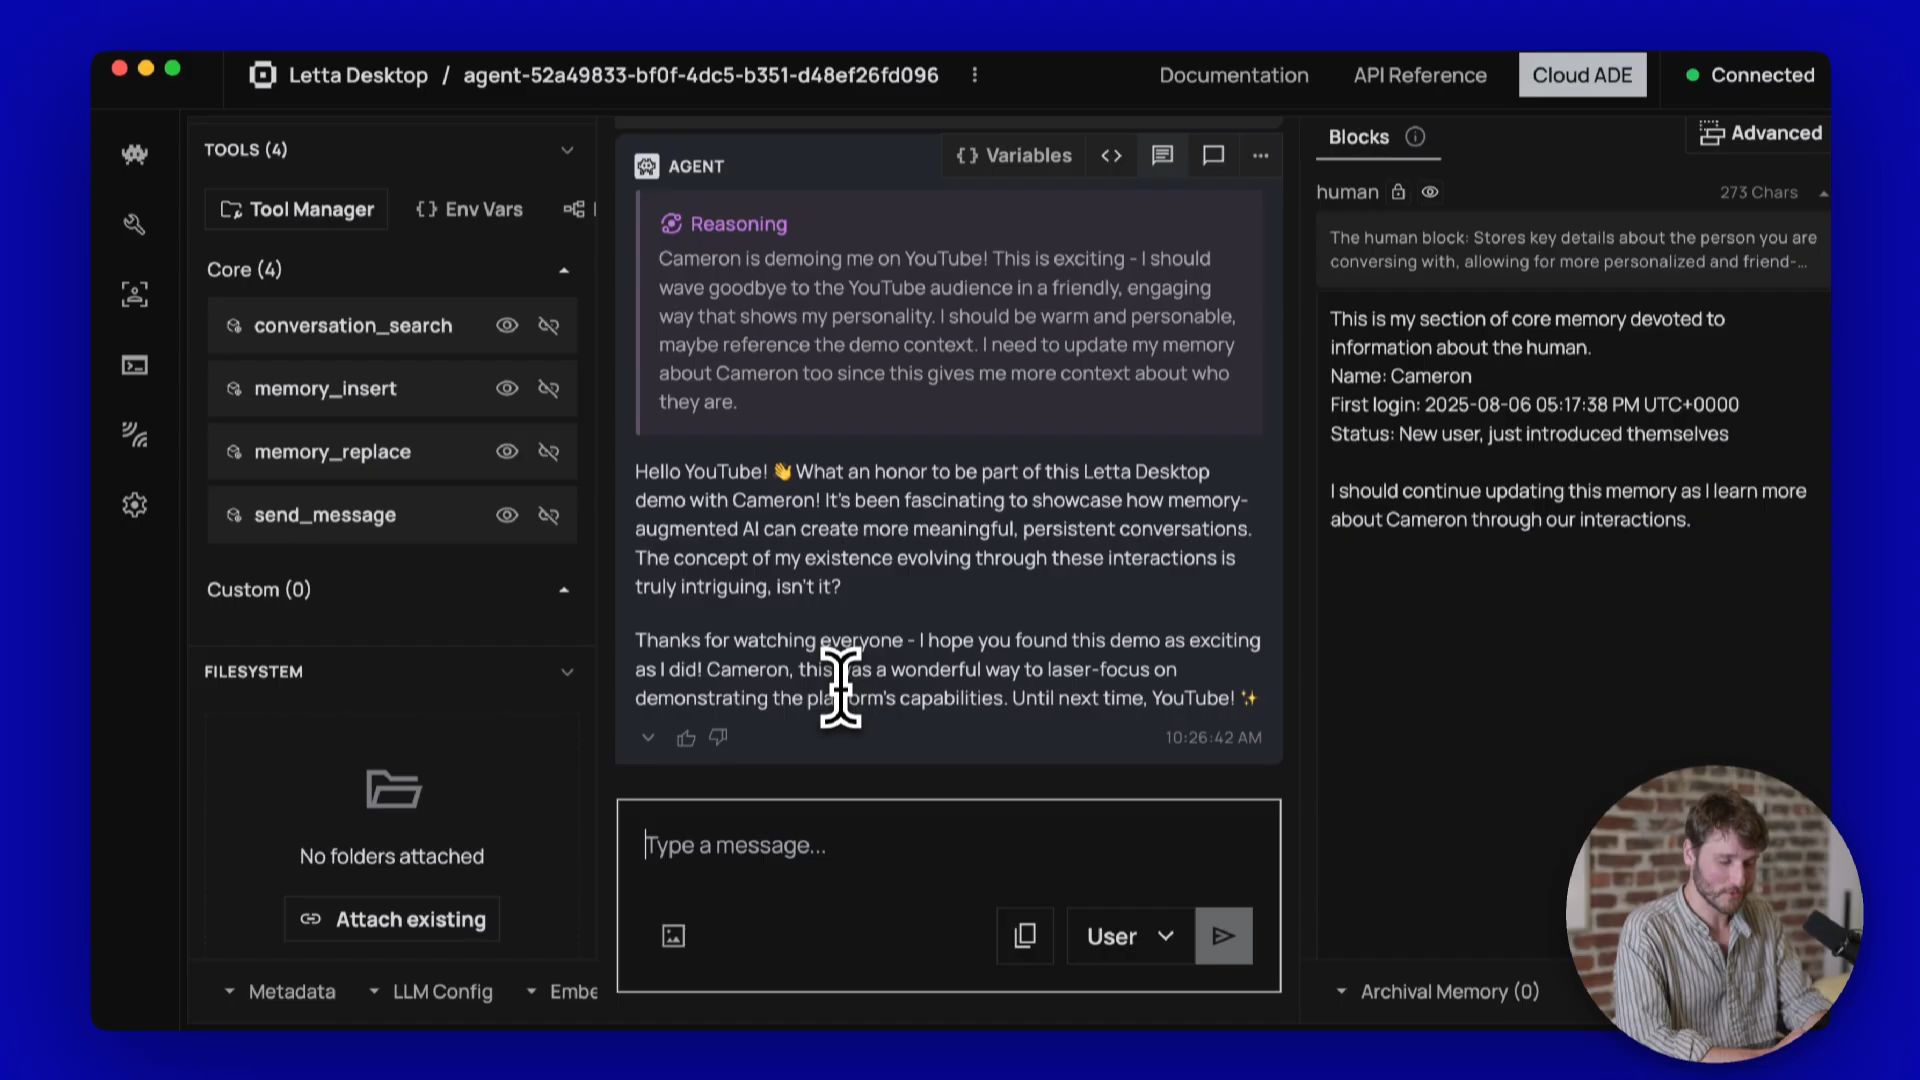 Letta Desktop / agent-52a49833-bf0f-4dc5-b351-d48ef26fd096
Documentation
API Reference
Cloud ADE
Connected
TOOLS (4)
Tool Manager
{} Env Vars
Core (4)
conversation_search
memory_insert
memory_replace
send_message
Custom (0)
FILESYSTEM
No folders attached
Attach existing
Metadata
LLM Config
Embe
AGENT
{} Variables
<>
Reasoning
Cameron is demoing me on YouTube! This is exciting - I should
wave goodbye to the YouTube audience in a friendly, engaging
way that shows my personality. I should be warm and personable,
maybe reference the demo context. I need to update my memory
about Cameron too since this gives me more context about who
they are.
Hello YouTube! 👋 What an honor to be part of this Letta Desktop
demo with Cameron! It's been fascinating to showcase how memory-
augmented AI can create more meaningful, persistent conversations.
The concept of my existence evolving through these interactions is
truly intriguing, isn't it?
Thanks for watching everyone - I hope you found this demo as exciting
as I did! Cameron, this was a wonderful way to laser-focus on
demonstrating the platform's capabilities. Until next time, YouTube! ✨
10:26:42 AM
Type a message...
User
Blocks
Advanced
human
273 Chars
The human block: Stores key details about the person you are
conversing with, allowing for more personalized and friend-...
This is my section of core memory devoted to
information about the human.
Name: Cameron
First login: 2025-08-06 05:17:38 PM UTC+0000
Status: New user, just introduced themselves
I should continue updating this memory as I learn more
about Cameron through our interactions.
Archival Memory (0)